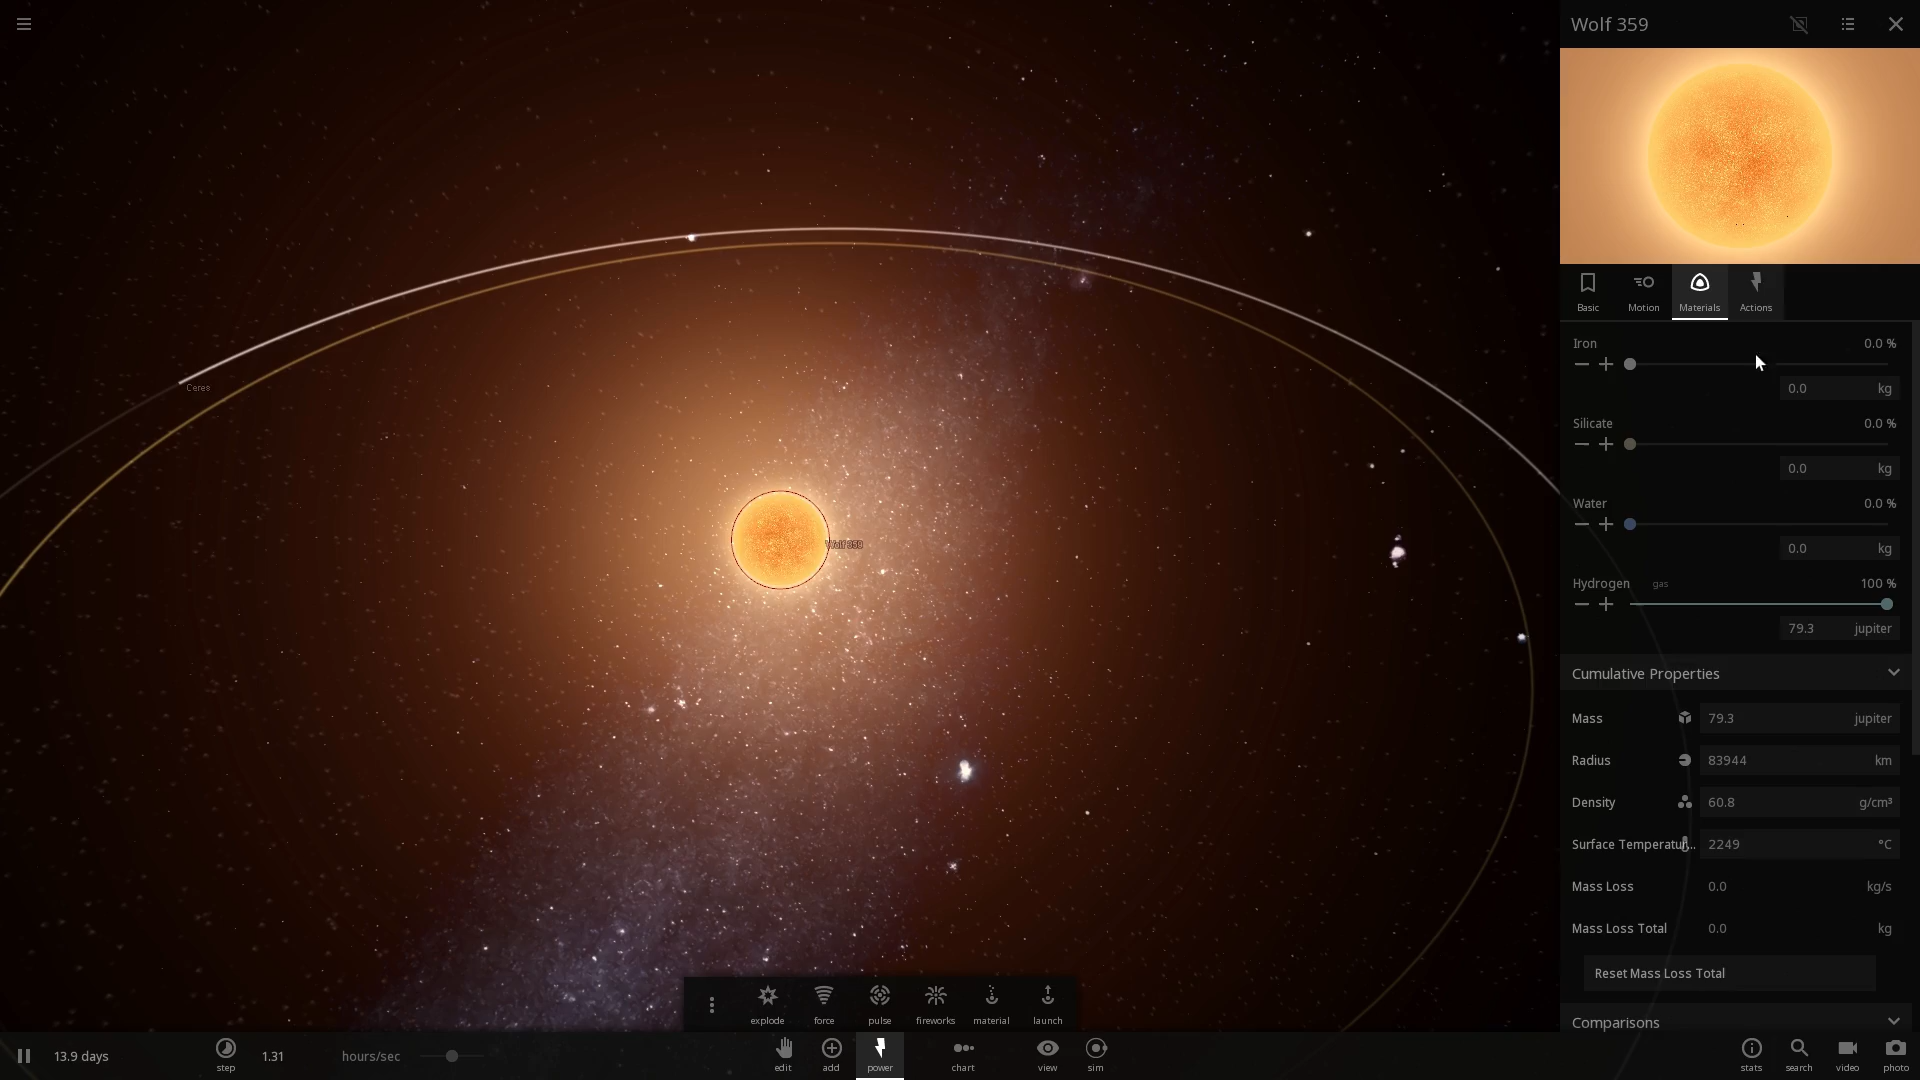 Wolf 359
Basic
Motion
Materials
Actions
Iron 0.0 %
0.0 kg
Silicate 0.0 %
0.0 kg
Water 0.0 %
0.0 kg
Hydrogen gas 100 %
79.3 jupiter
Cumulative Properties
Mass 79.3 jupiter
Radius 83944 km
Density 60.8 g/cm³
Surface Temperatur... 2249 °C
Mass Loss 0.0 kg/s
Mass Loss Total 0.0 kg
Reset Mass Loss Total
Comparisons
Ceres
Wolf 359
explode
force
pulse
fireworks
material
launch
13.9 days
step
1.31 hours/sec
edit
add
power
chart
view
sim
stats
search
video
photo